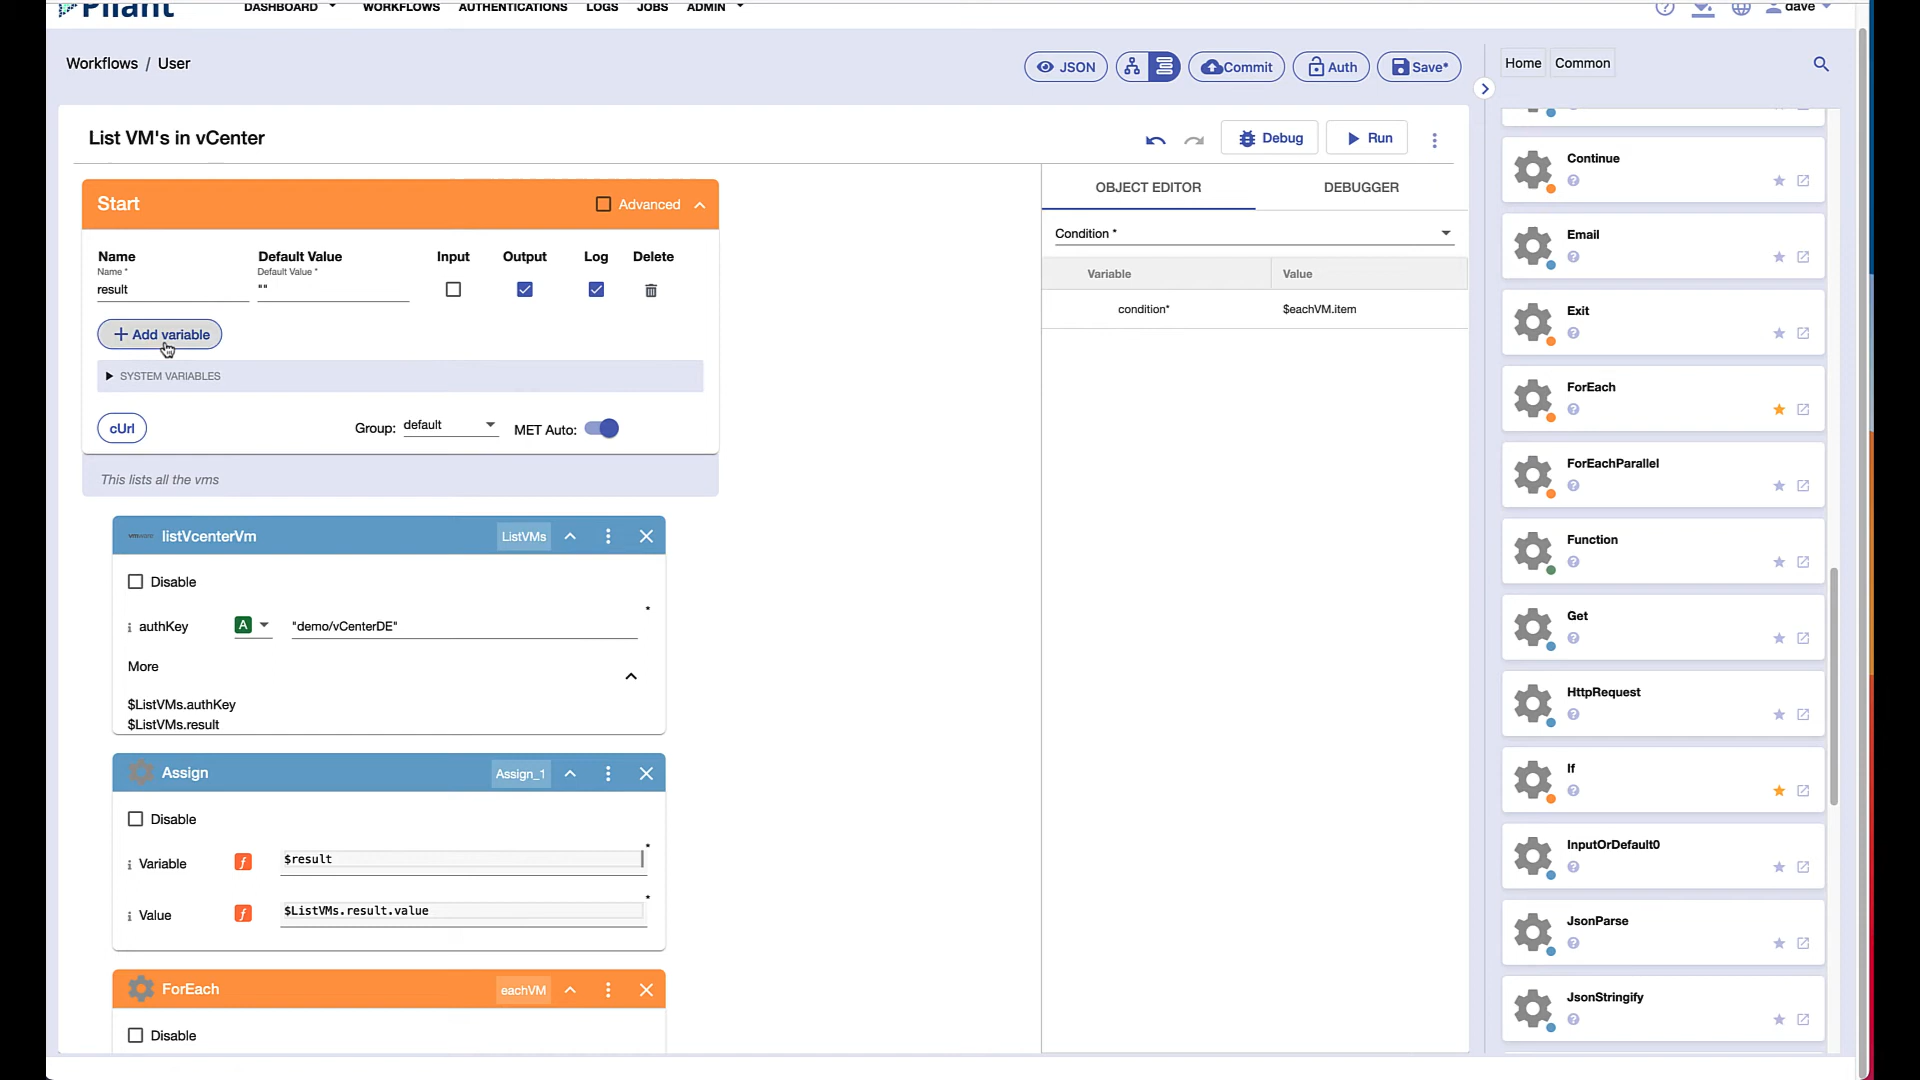 Pliant
DASHBOARD WORKFLOWS AUTHENTICATIONS LOGS JOBS ADMIN dave
Workflows / User
JSON Commit Auth Save*
Home Common
List VM's in vCenter
Debug Run
Start Advanced
OBJECT EDITOR DEBUGGER
Condition *
Variable Value
condition* $eachVM.item
Name Default Value Input Output Log Delete
Name * Default Value *
result ""
+ Add variable
SYSTEM VARIABLES
cUrl Group: default MET Auto:
This lists all the vms
listVcenterVm ListVMs
Disable
authKey A "demo/vCenterDE" *
More
$ListVMs.authKey
$ListVMs.result
Assign Assign_1
Disable
Variable f $result *
Value f $ListVMs.result.value *
ForEach eachVM
Disable
Continue
Email
Exit
ForEach
ForEachParallel
Function
Get
HttpRequest
If
InputOrDefault0
JsonParse
JsonStringify